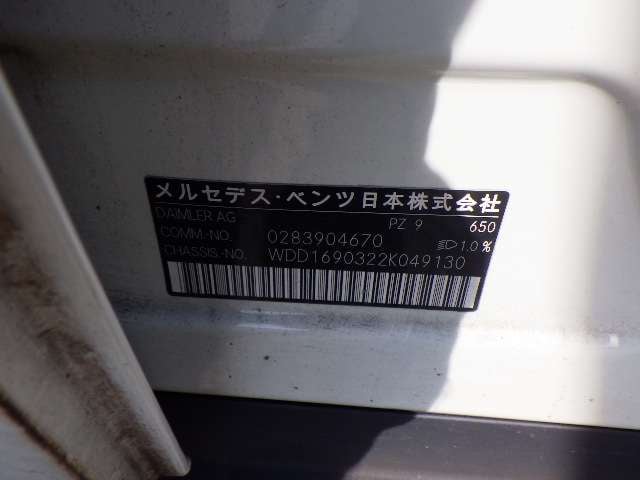 メルセデス・ベンツ日本株式会社
DAIMLER AG PZ 9 650
COMM.-NO. 0283904670 1.0 %
CHASSIS.-NO. WDD1690322K049130